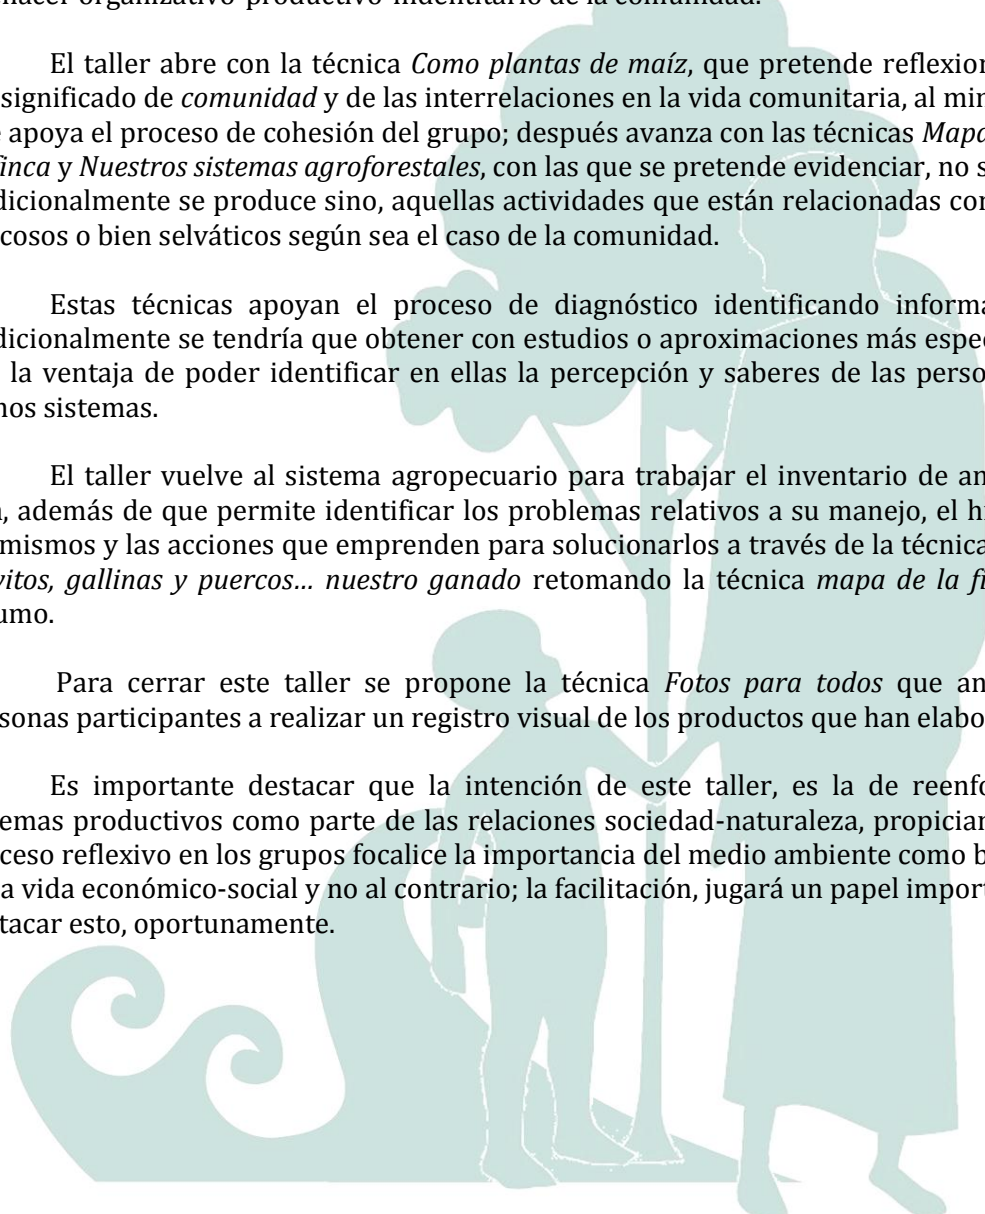 hacer organizativo-productivo-indentitario de la comunidad.
El taller abre con la técnica Como plantas de maíz, que pretende reflexion
significado de comunidad y de las interrelaciones en la vida comunitaria, al min
apoya el proceso de cohesión del grupo; después avanza con las técnicas Mapa
finca y Nuestros sistemas agroforestales, con las que se pretende evidenciar, no s
dicionalmente se produce sino, aquellas actividades que están relacionadas con
cosos o bien selváticos según sea el caso de la comunidad.
Estas técnicas apoyan el proceso de diagnóstico identificando informa
dicionalmente se tendría que obtener con estudios o aproximaciones más espec
la ventaja de poder identificar en ellas la percepción y saberes de las perso
nos sistemas.
El taller vuelve al sistema agropecuario para trabajar el inventario de an
, además de que permite identificar los problemas relativos a su manejo, el h
mismos y las acciones que emprenden para solucionarlos a través de la técnica
vitos, gallinas y puercos... nuestro ganado retomando la técnica mapa de la fi
umo.
Para cerrar este taller se propone la técnica Fotos para todos que an
sonas participantes a realizar un registro visual de los productos que han elabo
Es importante destacar que la intención de este taller, es la de reenfo
emas productivos como parte de las relaciones sociedad-naturaleza, propician
ceso reflexivo en los grupos focalice la importancia del medio ambiente como b
a vida económico-social y no al contrario; la facilitación, jugará un papel import
tacar esto, oportunamente.